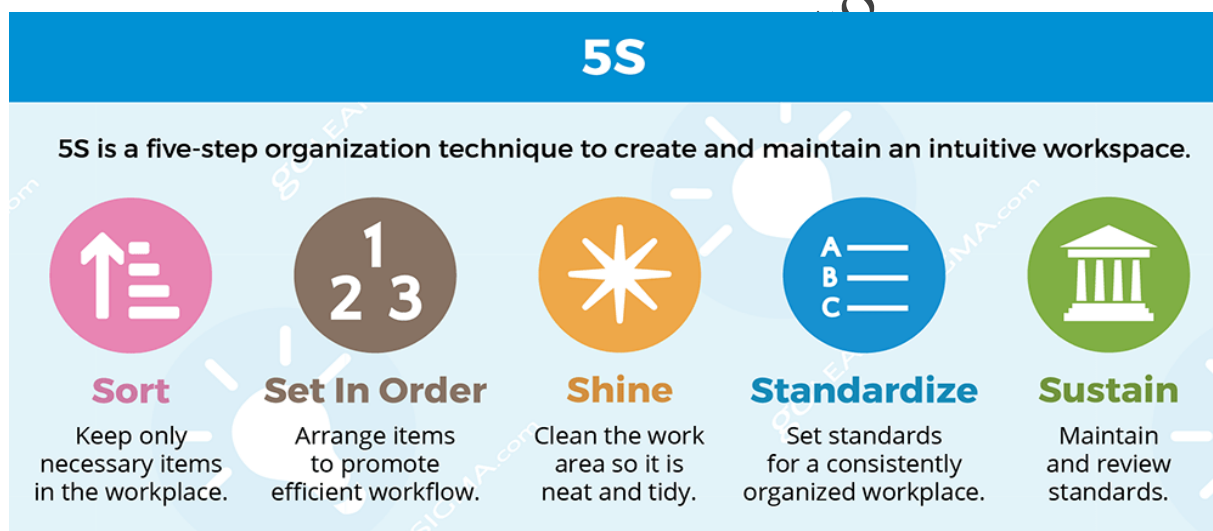 5S
5S is a five-step organization technique to create and maintain an intuitive workspace.
1
2 3
A
B
C
Sort
Keep only
necessary items
in the workplace.
Set In Order
Arrange items
to promote
efficient workflow.
Shine
Clean the work
area so it is
neat and tidy.
Standardize
Set standards
for a consistently
organized workplace.
Sustain
Maintain
and review
standards.